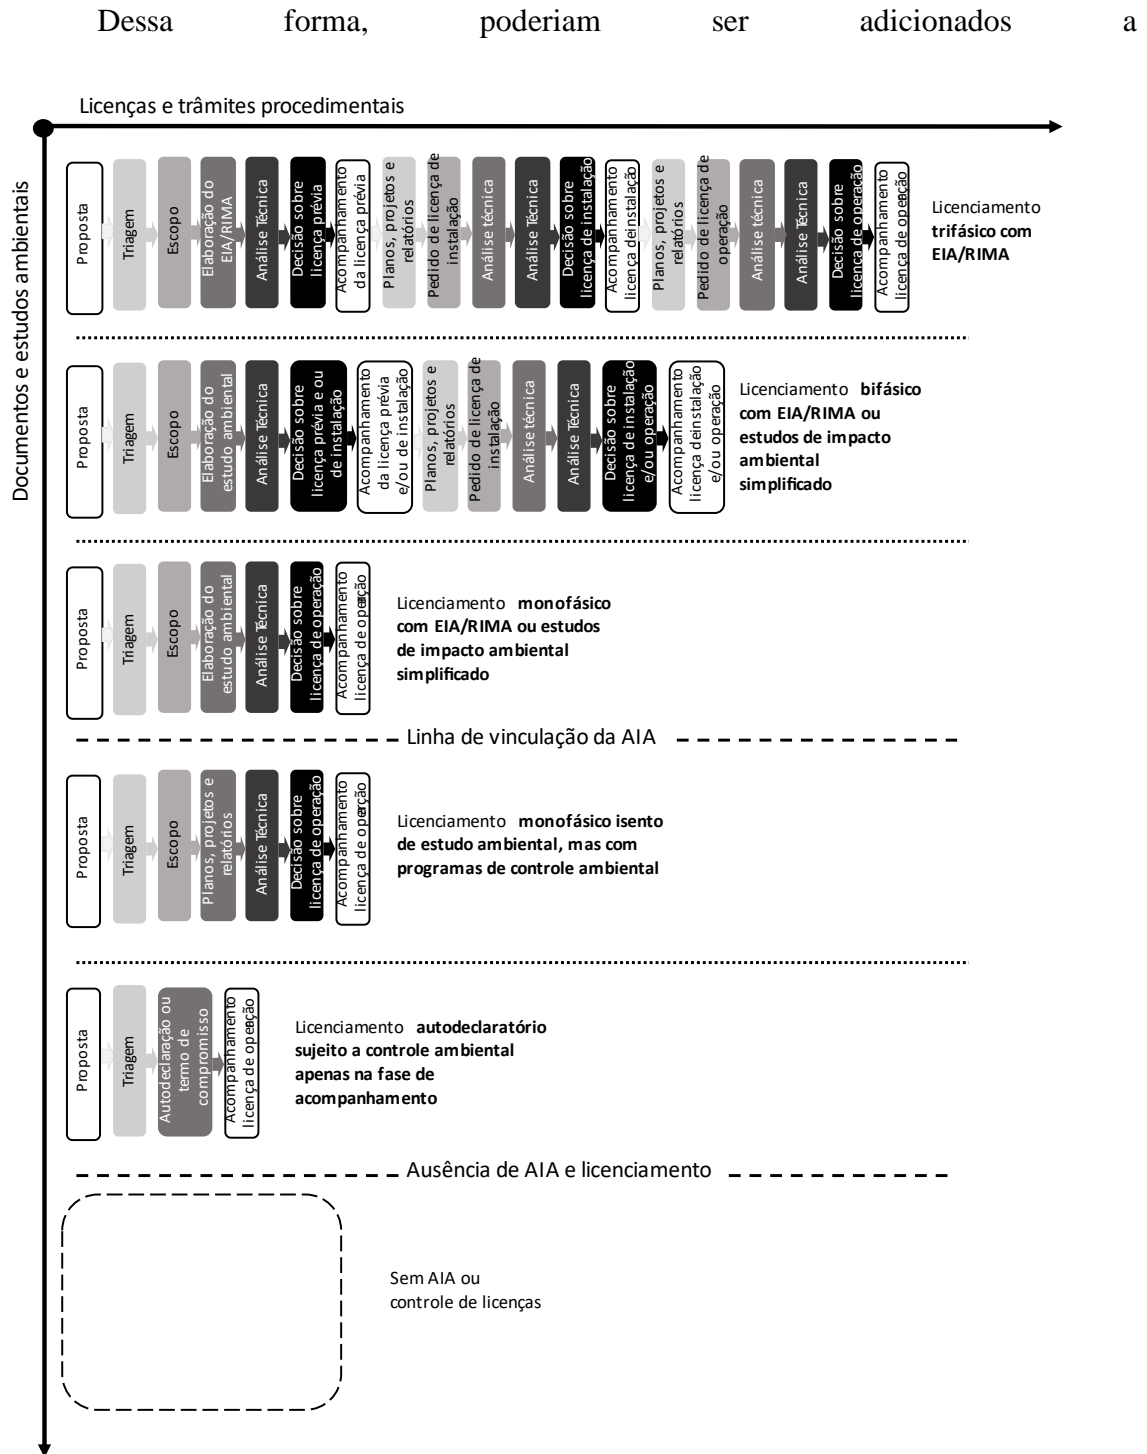 Dessa forma, poderiam ser adicionados a
Licenças e trâmites procedimentais
Documentos e estudos ambientais
Proposta
Triagem
Escopo
Elaboração do
EIA/RIMA
Análise Técnica
Decisão sobre
licença prévia
Acompanhamento
da licença prévia
Planos, projetos e
relatórios
Pedido de licença de
instalação
Análise técnica
Análise Técnica
Decisão sobre
licença de instalação
Acompanhamento
licença deinstalação
Planos, projetos e
relatórios
Pedido de licença de
operação
Análise técnica
Análise Técnica
Decisão sobre
licença de operação
Acompanhamento
licença de operação
Licenciamento
trifásico com
EIA/RIMA
Proposta
Triagem
Escopo
Elaboração do
estudo ambiental
Análise Técnica
Decisão sobre
licença prévia e ou
de instalação
Acompanhamento
da licença prévia
e/ou de instalação
Planos, projetos e
relatórios
Pedido de licença de
instalação
Análise técnica
Análise Técnica
Decisão sobre
licença de instalação
e/ou operação
Acompanhamento
licença deinstalação
e/ou operação
Licenciamento bifásico
com EIA/RIMA ou
estudos de impacto
ambiental
simplificado
Proposta
Triagem
Escopo
Elaboração do
estudo ambiental
Análise Técnica
Decisão sobre
licença de operação
Acompanhamento
licença de operação
Licenciamento monofásico
com EIA/RIMA ou estudos
de impacto ambiental
simplificado
Linha de vinculação da AIA
Proposta
Triagem
Escopo
Planos, projetos e
relatórios
Análise Técnica
Decisão sobre
licença de operação
Acompanhamento
licença de operação
Licenciamento monofásico isento
de estudo ambiental, mas com
programas de controle ambiental
Proposta
Triagem
Autodeclaração ou
termo de
compromisso
Acompanhamento
licença de operação
Licenciamento autodeclaratório
sujeito a controle ambiental
apenas na fase de
acompanhamento
Ausência de AIA e licenciamento
Sem AIA ou
controle de licenças